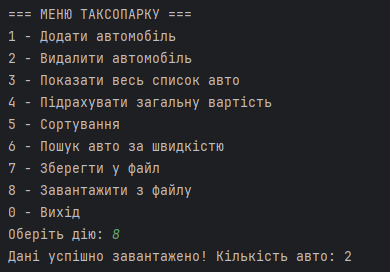 === МЕНЮ ТАКСОПАРКУ ===
1 - Додати автомобіль
2 - Видалити автомобіль
3 - Показати весь список авто
4 - Підрахувати загальну вартість
5 - Сортування
6 - Пошук авто за швидкістю
7 - Зберегти у файл
8 - Завантажити з файлу
0 - Вихід
Оберіть дію: 8
Дані успішно завантажено! Кількість авто: 2